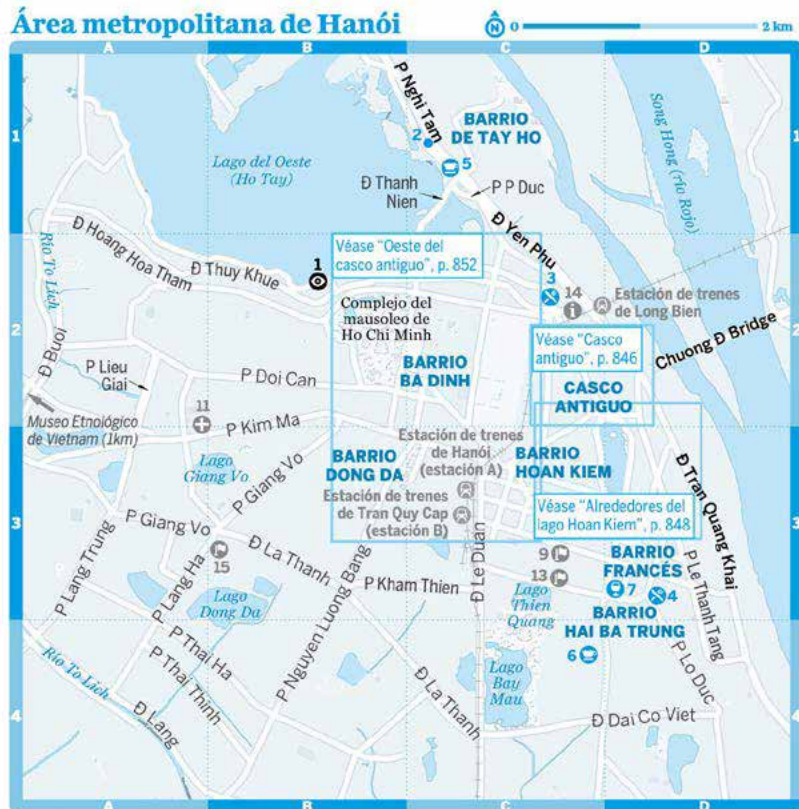 Área metropolitana de Hanói
N
0
2 km
A
B
C
D
1
1
P Nghi Tam
BARRIO
DE TAY HO
2
5
Lago del Oeste
(Ho Tay)
Song Hong (río Rojo)
Đ Thanh
Nien
P P Duc
Đ Yen Phu
Río To Lich
Đ Hoang Hoa Tham
Đ Thuy Khue
1
Véase "Oeste del
casco antiguo", p. 852
3
14
Estación de trenes
de Long Bien
Complejo del
mausoleo de
Ho Chi Minh
2
2
Đ Buoi
P Lieu
Giai
BARRIO
BA DINH
Véase "Casco
antiguo", p. 846
Chuong Đ Bridge
P Doi Can
CASCO
ANTIGUO
Museo Etnológico
de Vietnam (1km)
11
P Kim Ma
Lago
Giang Vo
P Giang Vo
BARRIO
DONG DA
Estación de trenes
de Hanói
(estación A)
BARRIO
HOAN KIEM
Estación de trenes
de Tran Quy Cap
(estación B)
Véase "Alrededores del
lago Hoan Kiem", p. 848
Đ Tran Quang Khai
3
3
P Giang Vo
P Lang Trung
P Lang Ha
15
Đ La Thanh
Lago
Dong Da
P Nguyen Luong Bang
P Kham Thien
Đ Le Duan
9
13
Lago
Thien
Quang
BARRIO
FRANCÉS
7
4
P Le Thanh Tang
BARRIO
HAI BA TRUNG
6
P Lo Duc
Río To Lich
P Thai Ha
P Thai Thinh
Đ Lang
Đ La Thanh
Lago
Bay
Mau
Đ Dai Co Viet
4
4
A
B
C
D